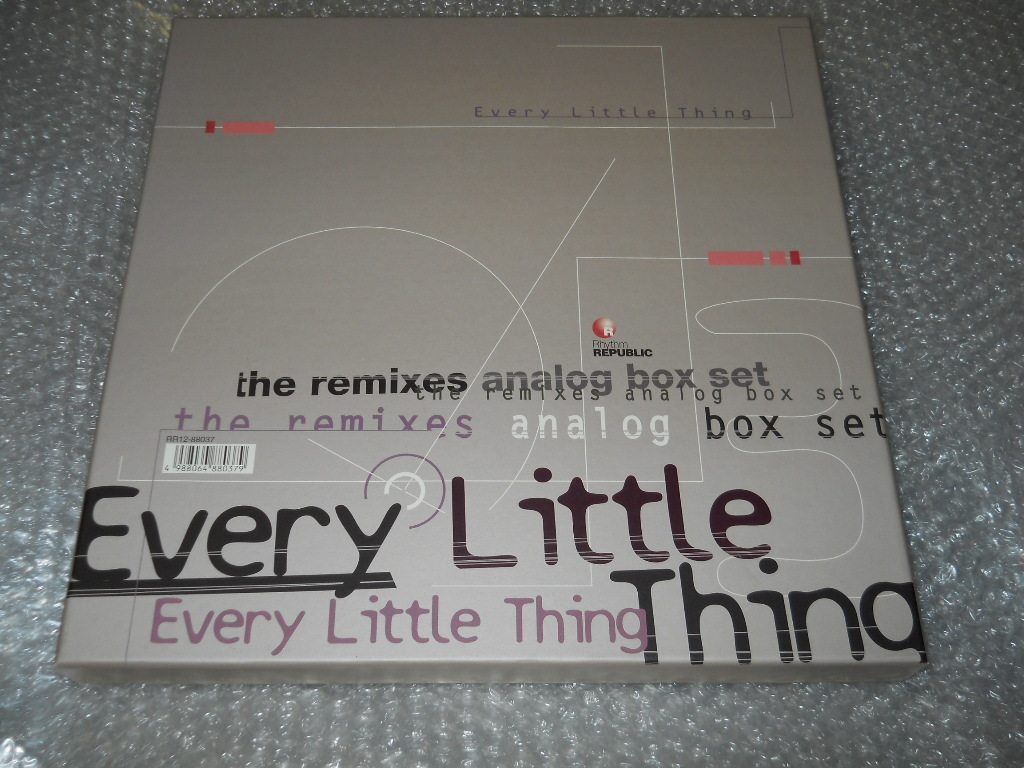 Every Little Thing
R
Rhythm
REPUBLIC
the remixes analog box set
the remixes analog box set
the remixes analog box set
RR12-88037
4 988064 880379
Every Little
Thing
Every Little Thing